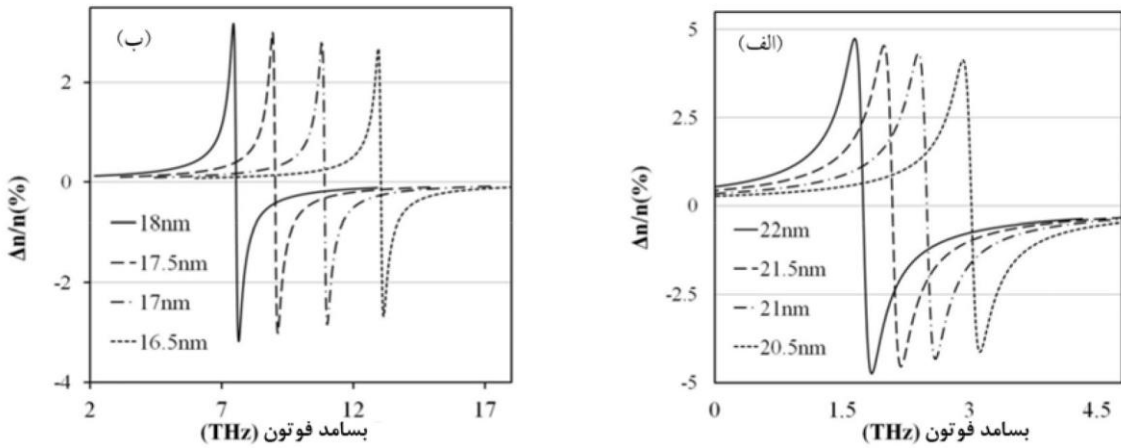 (ب)
Δn/n(%)
2
0
-2
-4
18nm
17.5nm
17nm
16.5nm
2
7
12
17
بسامد فوتون (THz)
(الف)
Δn/n(%)
5
2.5
0
-2.5
-5
22nm
21.5nm
21nm
20.5nm
0
1.5
3
4.5
بسامد فوتون (THz)